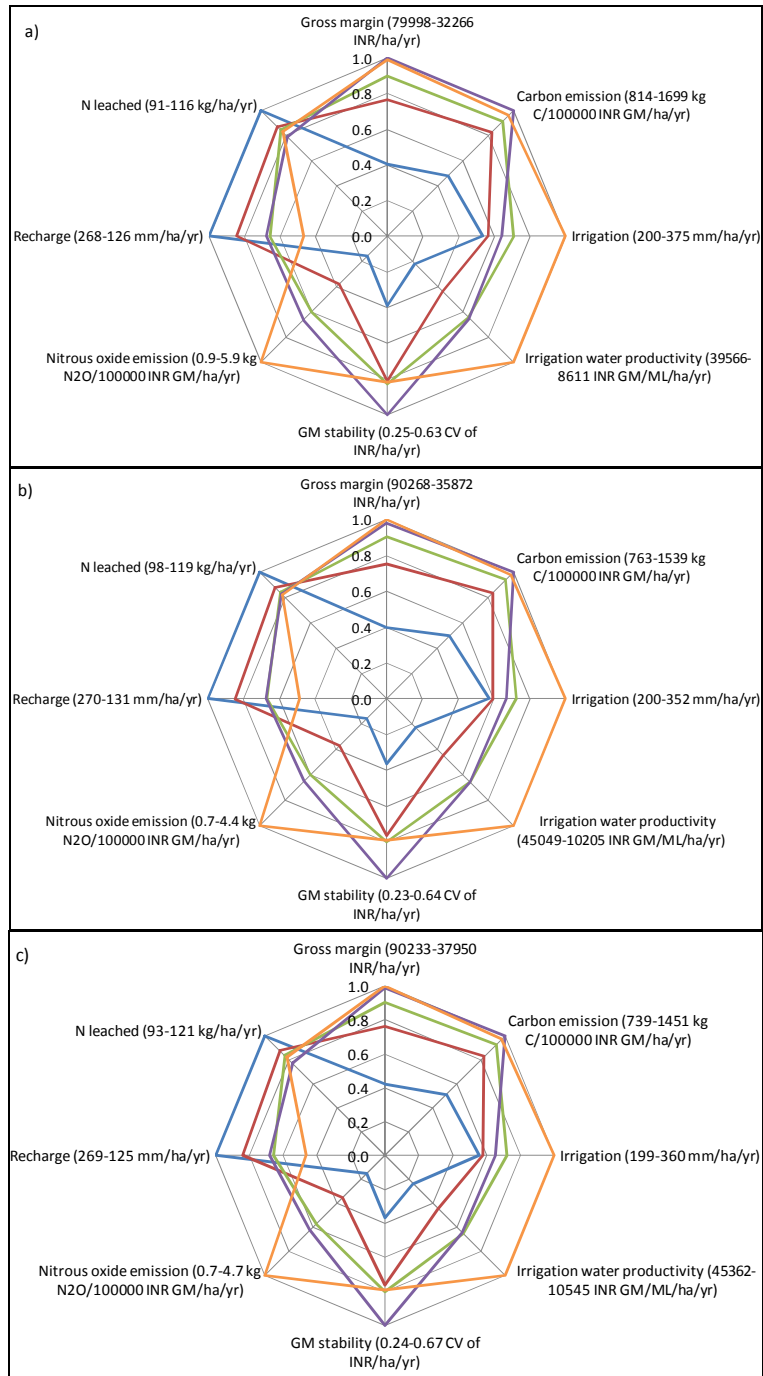 a)
Gross margin (79998-32266
INR/ha/yr)
N leached (91-116 kg/ha/yr)
Carbon emission (814-1699 kg
C/100000 INR GM/ha/yr)
1.0
0.8
0.6
0.4
0.2
0.0
Recharge (268-126 mm/ha/yr)
Irrigation (200-375 mm/ha/yr)
Nitrous oxide emission (0.9-5.9 kg
N2O/100000 INR GM/ha/yr)
Irrigation water productivity (39566-
8611 INR GM/ML/ha/yr)
GM stability (0.25-0.63 CV of
INR/ha/yr)
b)
Gross margin (90268-35872
INR/ha/yr)
N leached (98-119 kg/ha/yr)
Carbon emission (763-1539 kg
C/100000 INR GM/ha/yr)
1.0
0.8
0.6
0.4
0.2
0.0
Recharge (270-131 mm/ha/yr)
Irrigation (200-352 mm/ha/yr)
Nitrous oxide emission (0.7-4.4 kg
N2O/100000 INR GM/ha/yr)
Irrigation water productivity
(45049-10205 INR GM/ML/ha/yr)
GM stability (0.23-0.64 CV of
INR/ha/yr)
c)
Gross margin (90233-37950
INR/ha/yr)
N leached (93-121 kg/ha/yr)
Carbon emission (739-1451 kg
C/100000 INR GM/ha/yr)
1.0
0.8
0.6
0.4
0.2
0.0
Recharge (269-125 mm/ha/yr)
Irrigation (199-360 mm/ha/yr)
Nitrous oxide emission (0.7-4.7 kg
N2O/100000 INR GM/ha/yr)
Irrigation water productivity (45362-
10545 INR GM/ML/ha/yr)
GM stability (0.24-0.67 CV of
INR/ha/yr)